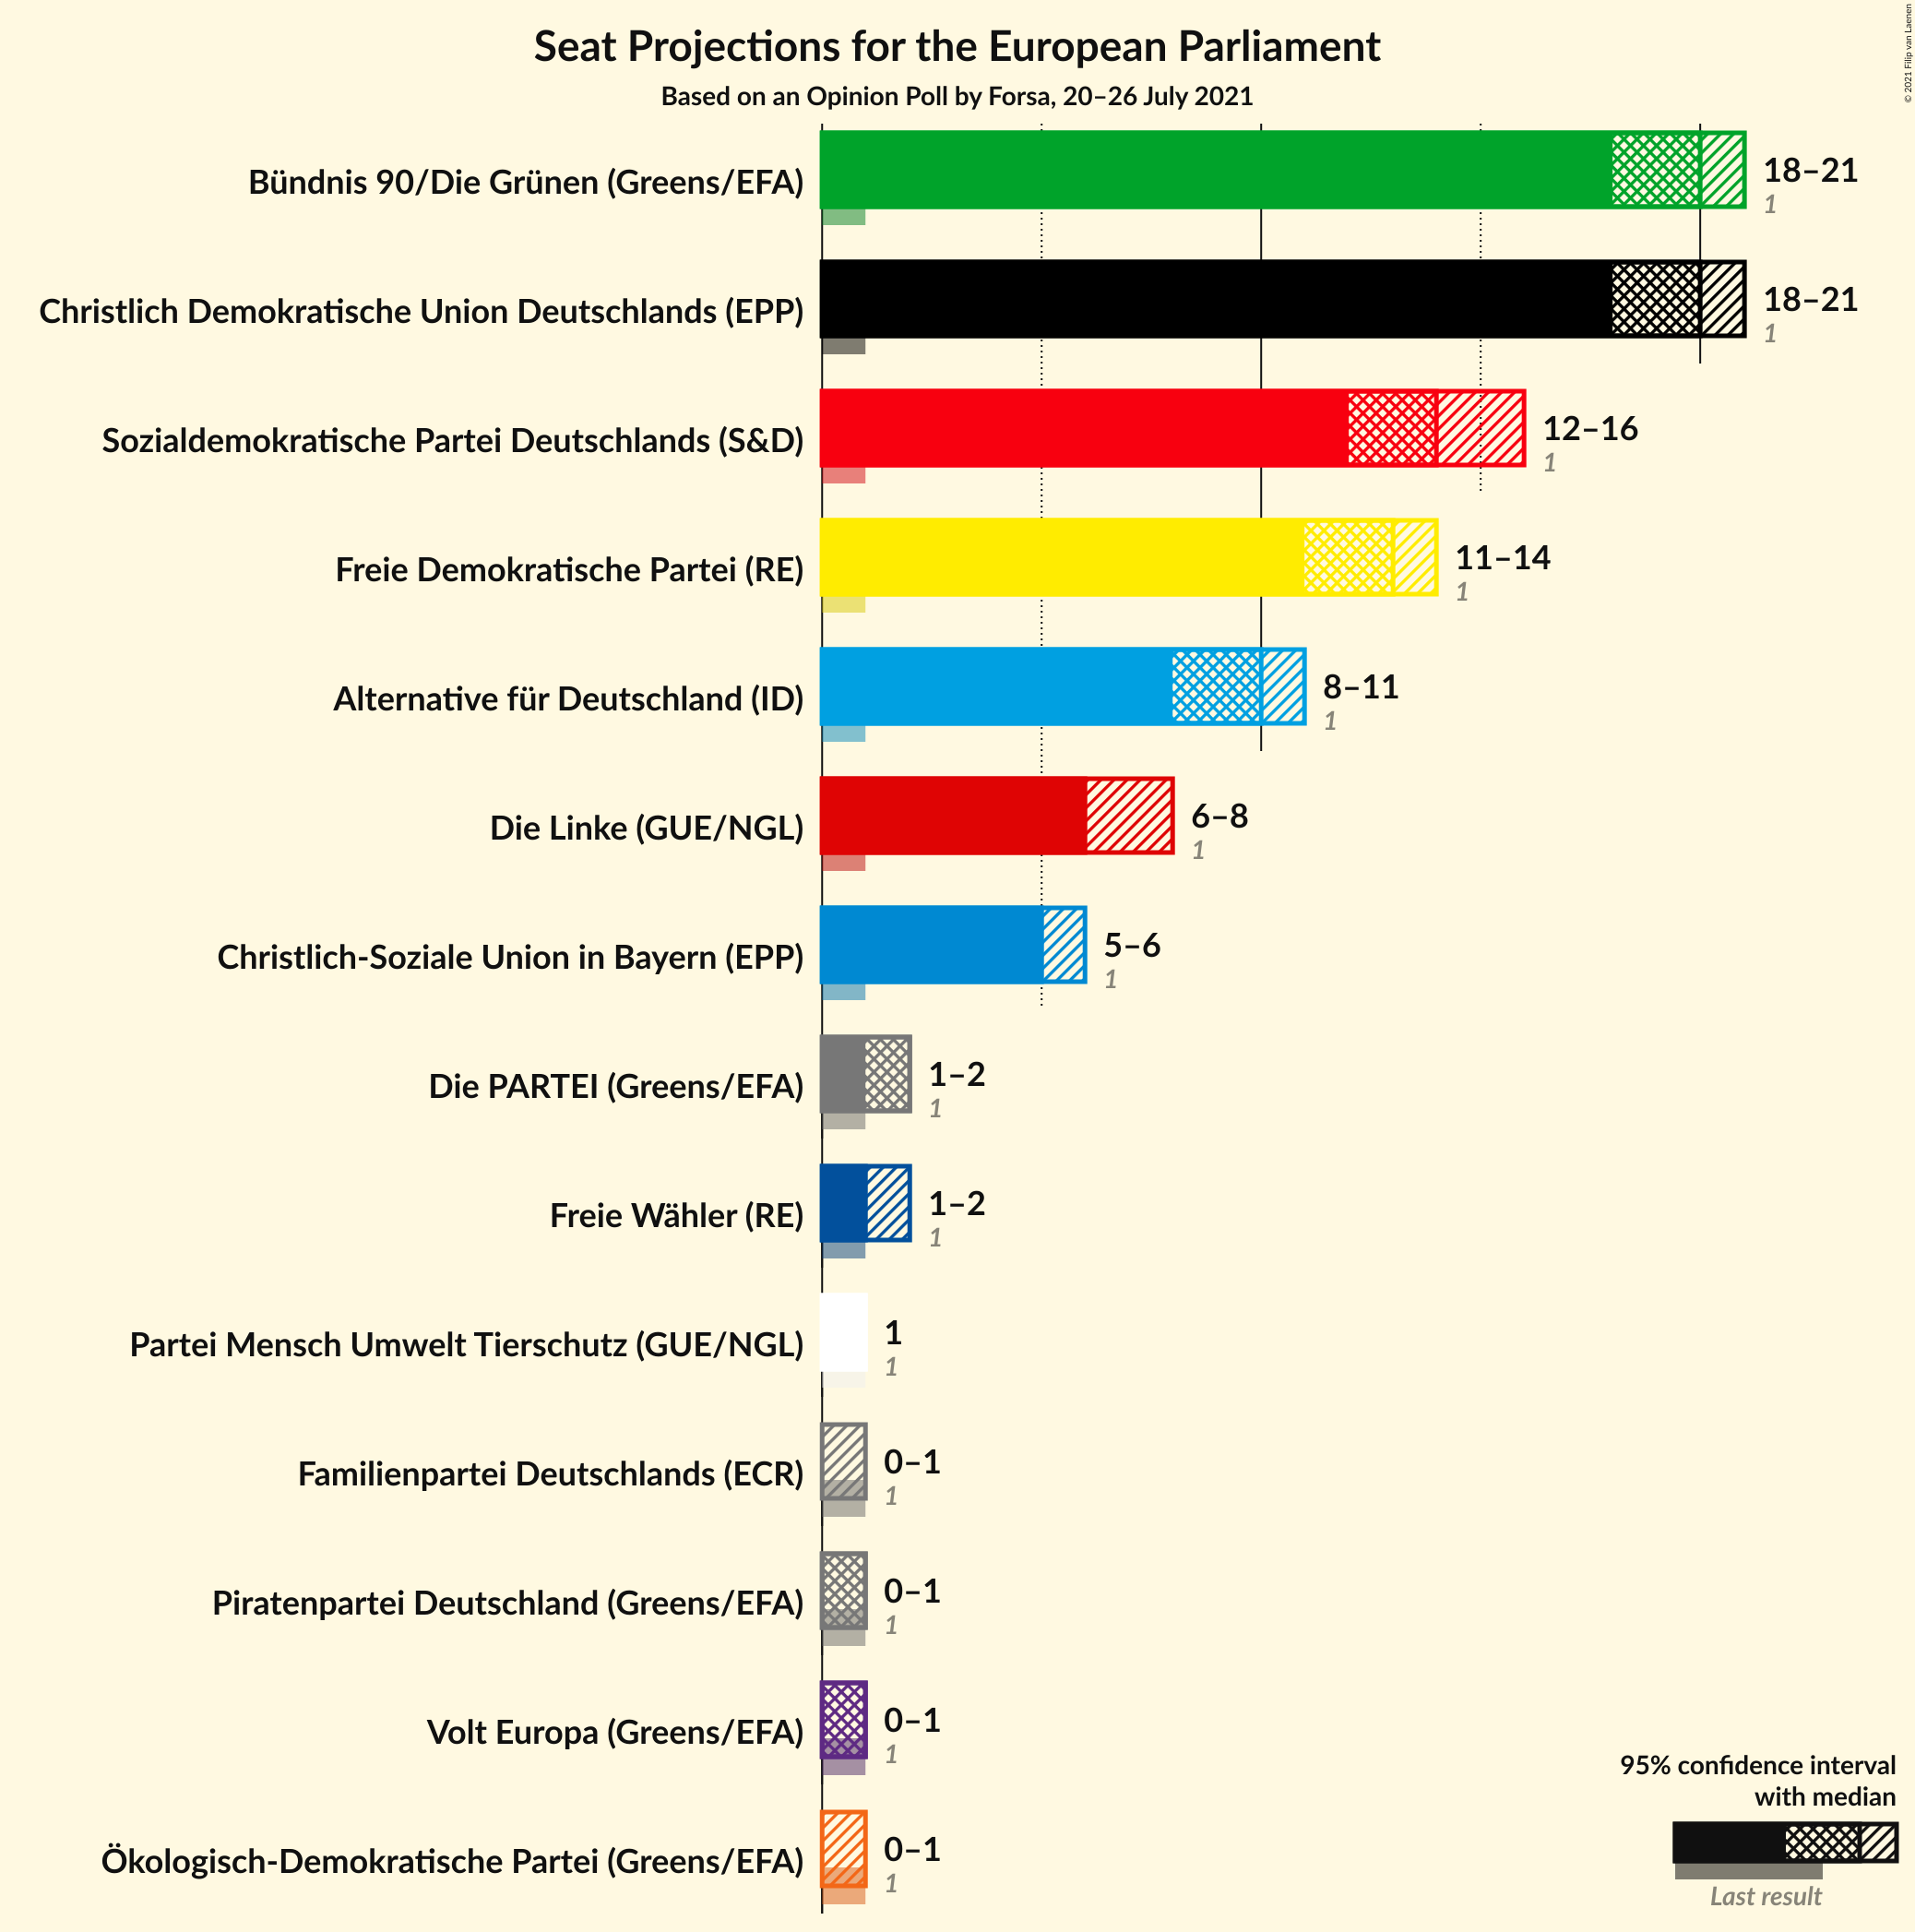 Seat Projections for the European Parliament
Based on an Opinion Poll by Forsa, 20–26 July 2021
© 2021 Filip van Laenen
Bündnis 90/Die Grünen (Greens/EFA)
18–21
1
Christlich Demokratische Union Deutschlands (EPP)
18–21
1
Sozialdemokratische Partei Deutschlands (S&D)
12–16
1
Freie Demokratische Partei (RE)
11–14
1
Alternative für Deutschland (ID)
8–11
1
Die Linke (GUE/NGL)
6–8
1
Christlich-Soziale Union in Bayern (EPP)
5–6
1
Die PARTEI (Greens/EFA)
1–2
1
Freie Wähler (RE)
1–2
1
Partei Mensch Umwelt Tierschutz (GUE/NGL)
1
1
Familienpartei Deutschlands (ECR)
0–1
1
Piratenpartei Deutschland (Greens/EFA)
0–1
1
Volt Europa (Greens/EFA)
0–1
1
Ökologisch-Demokratische Partei (Greens/EFA)
0–1
1
95% confidence interval
with median
Last result